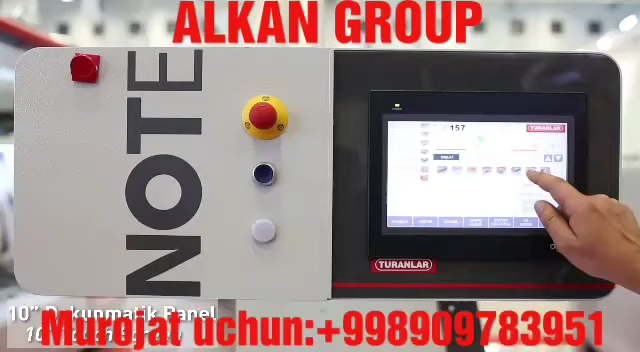 ALKAN GROUP
NOTE
157
TURANLAR
TURANLAR
10" Dokunmatik Panel
Murojat uchun:+998909783951